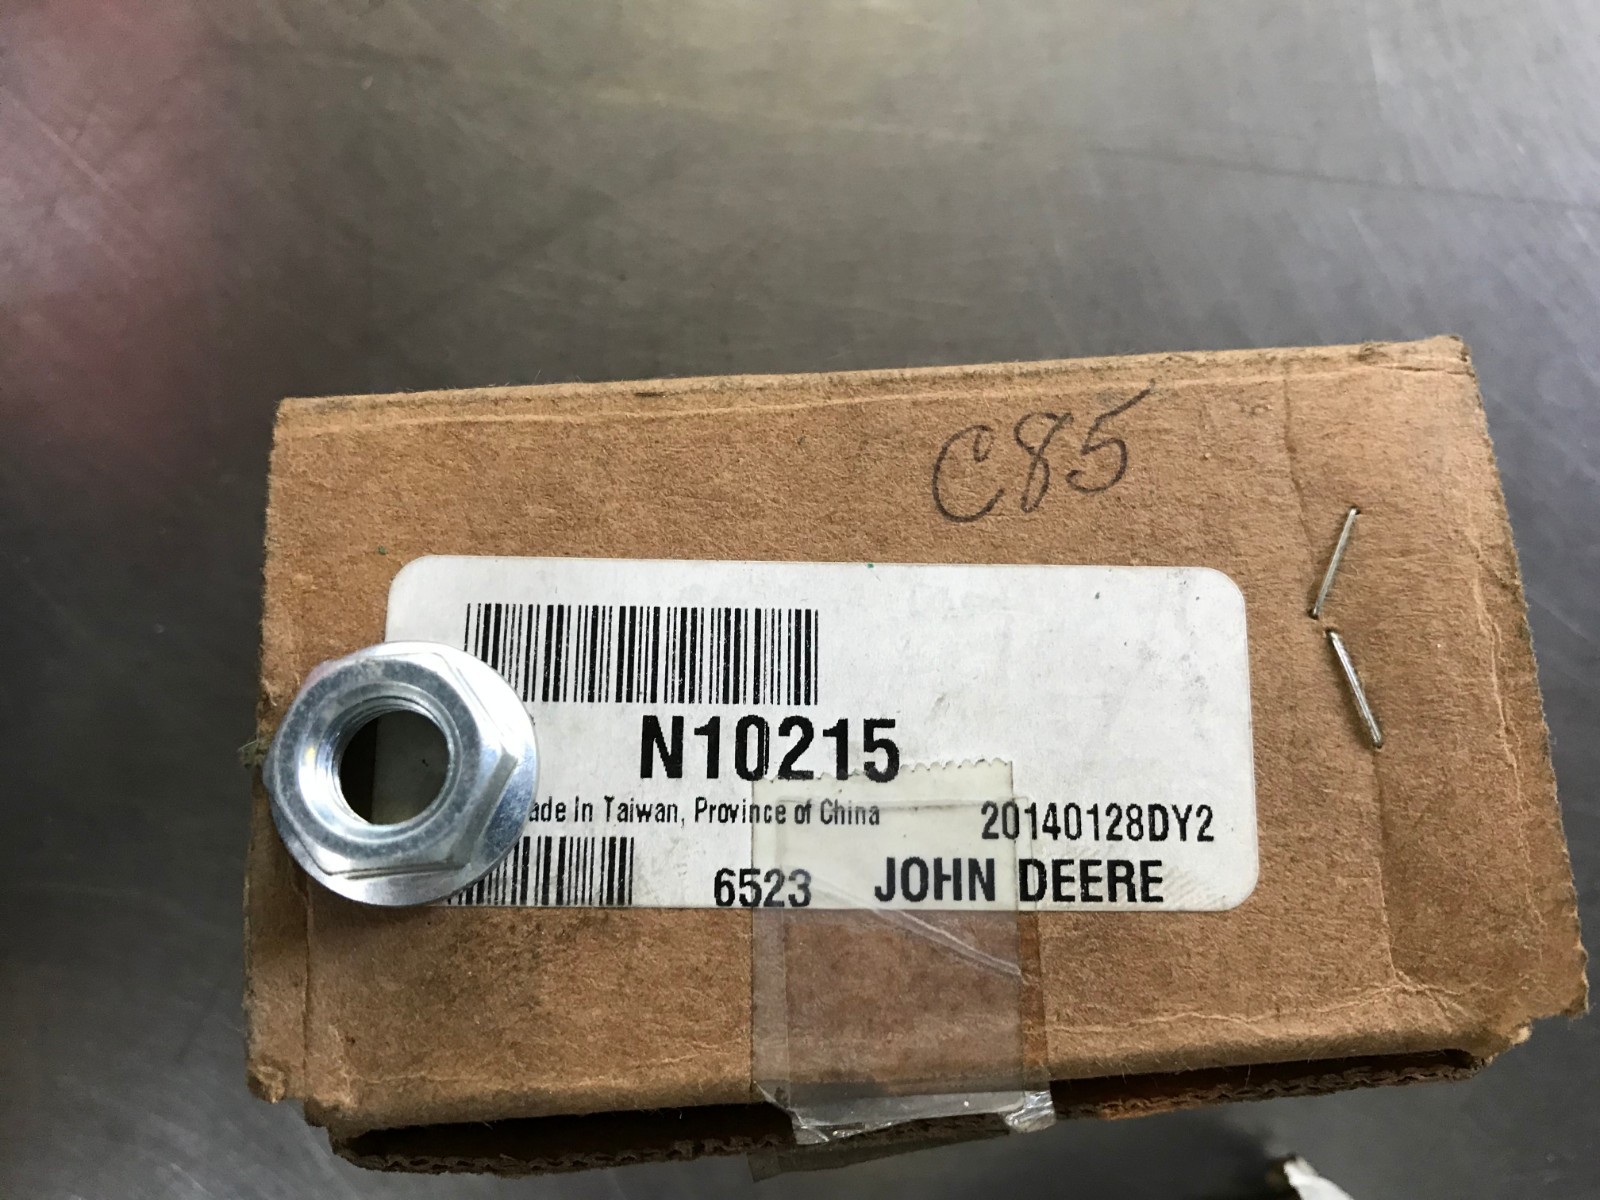 C85
N10215
ade In Taiwan, Province of China
20140128DY2
6523
JOHN DEERE